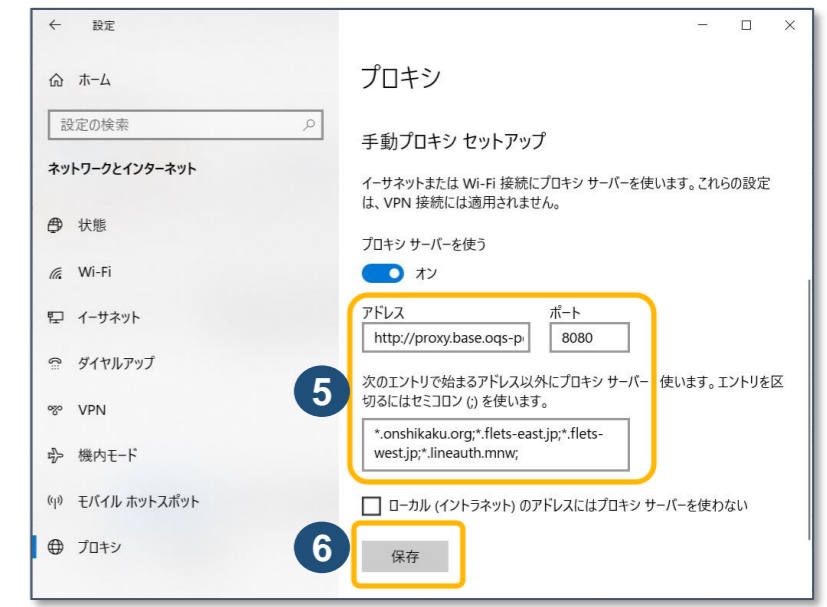 設定
ホーム
設定の検索
ネットワークとインターネット
状態
Wi-Fi
イーサネット
ダイヤルアップ
VPN
機内モード
モバイル ホットスポット
プロキシ
プロキシ
手動プロキシ セットアップ
イーサネットまたは Wi-Fi 接続にプロキシ サーバーを使います。これらの設定
は、VPN 接続には適用されません。
プロキシ サーバーを使う
オン
アドレス
ポート
http://proxy.base.oqs-p
8080
5
次のエントリで始まるアドレス以外にプロキシ サーバー 使います。エントリを区
切るにはセミコロン (;) を使います。
*.onshikaku.org;*.flets-east.jp;*.flets-
west.jp;*.lineauth.mnw;
ローカル (イントラネット) のアドレスにはプロキシ サーバーを使わない
6
保存